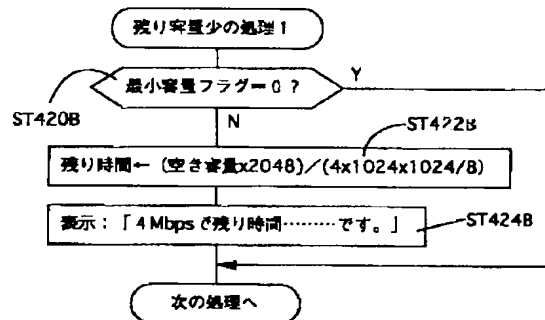 残り容量少の処理1
最小容量フラグ＝0？
Y
ST420B
N
ST422B
残り時間←（空き容量x2048）／(4x1024x1024/8)
表示：「4Mbpsで残り時間………です。」
ST424B
次の処理へ